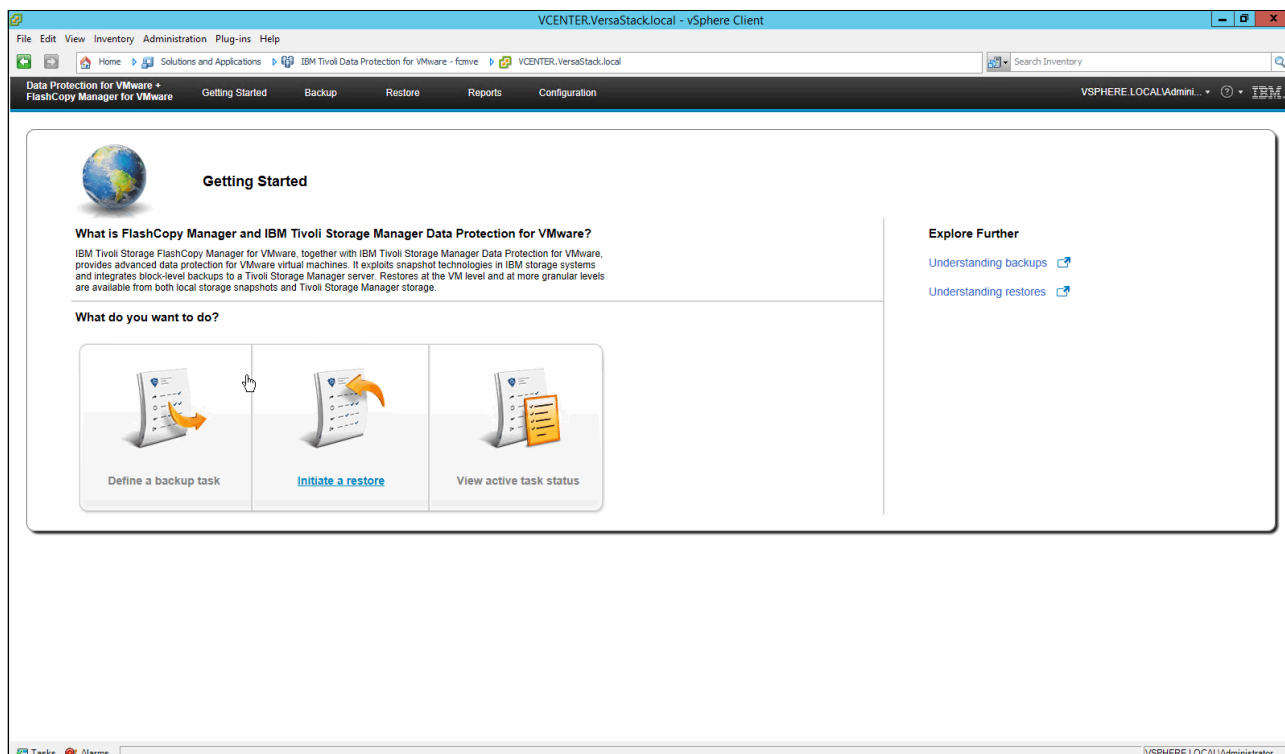 VCENTER.VersaStack.local - vSphere Client
File Edit View Inventory Administration Plug-ins Help
Home Solutions and Applications IBM Tivoli Data Protection for VMware - fcmve VCENTER.VersaStack.local Search Inventory
Data Protection for VMware +
FlashCopy Manager for VMware
Getting Started Backup Restore Reports Configuration VSPHERE.LOCAL\Admini... ? IBM.
Getting Started
What is FlashCopy Manager and IBM Tivoli Storage Manager Data Protection for VMware?
IBM Tivoli Storage FlashCopy Manager for VMware, together with IBM Tivoli Storage Manager Data Protection for VMware,
provides advanced data protection for VMware virtual machines. It exploits snapshot technologies in IBM storage systems
and integrates block-level backups to a Tivoli Storage Manager server. Restores at the VM level and at more granular levels
are available from both local storage snapshots and Tivoli Storage Manager storage.
What do you want to do?
Define a backup task
Initiate a restore
View active task status
Explore Further
Understanding backups
Understanding restores
Tasks Alarms VSPHERE.LOCAL\Administrator